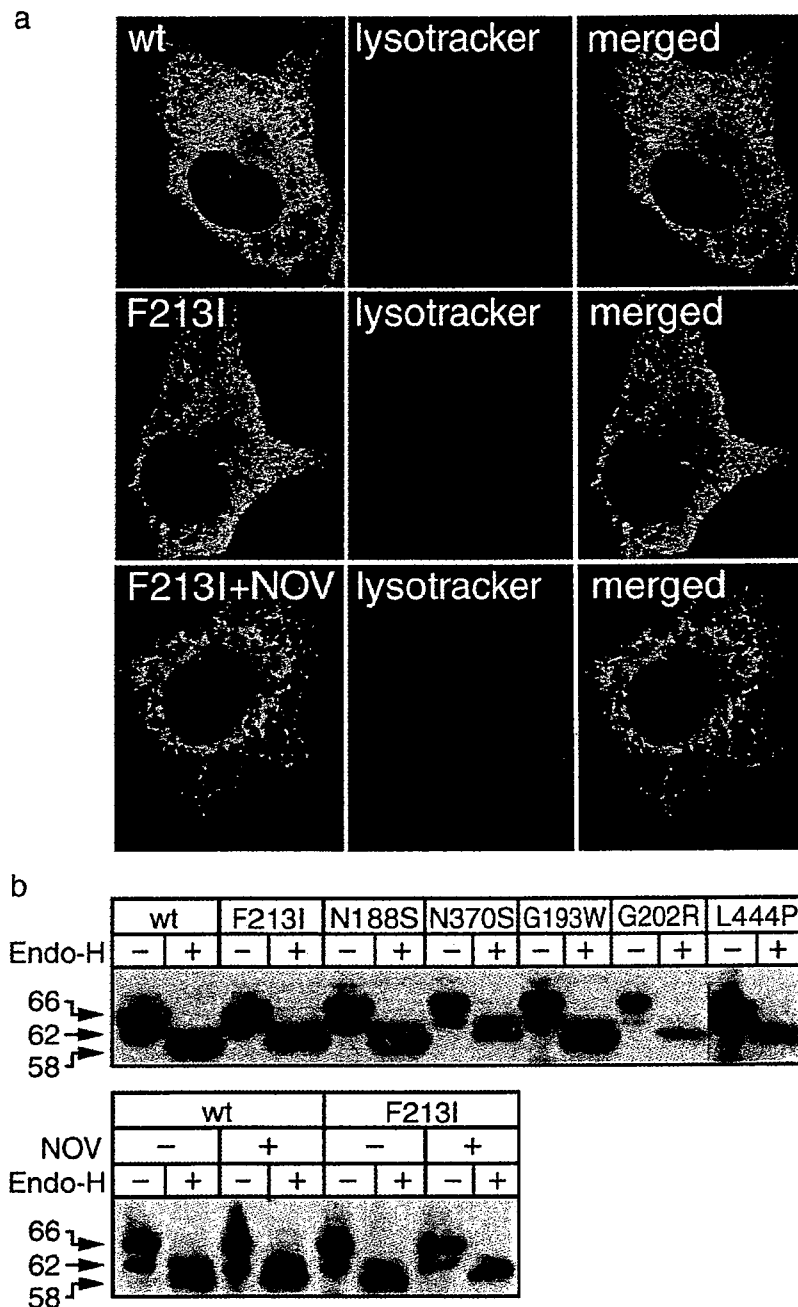 a
wt lysotracker merged
F213I lysotracker merged
F213I+NOV lysotracker merged
b
wt F213I N188S N370S G193W G202R L444P
Endo-H − + − + − + − + − + − + − +
66
62
58
wt F213I
NOV − + − +
Endo-H − + − + − + − +
66
62
58